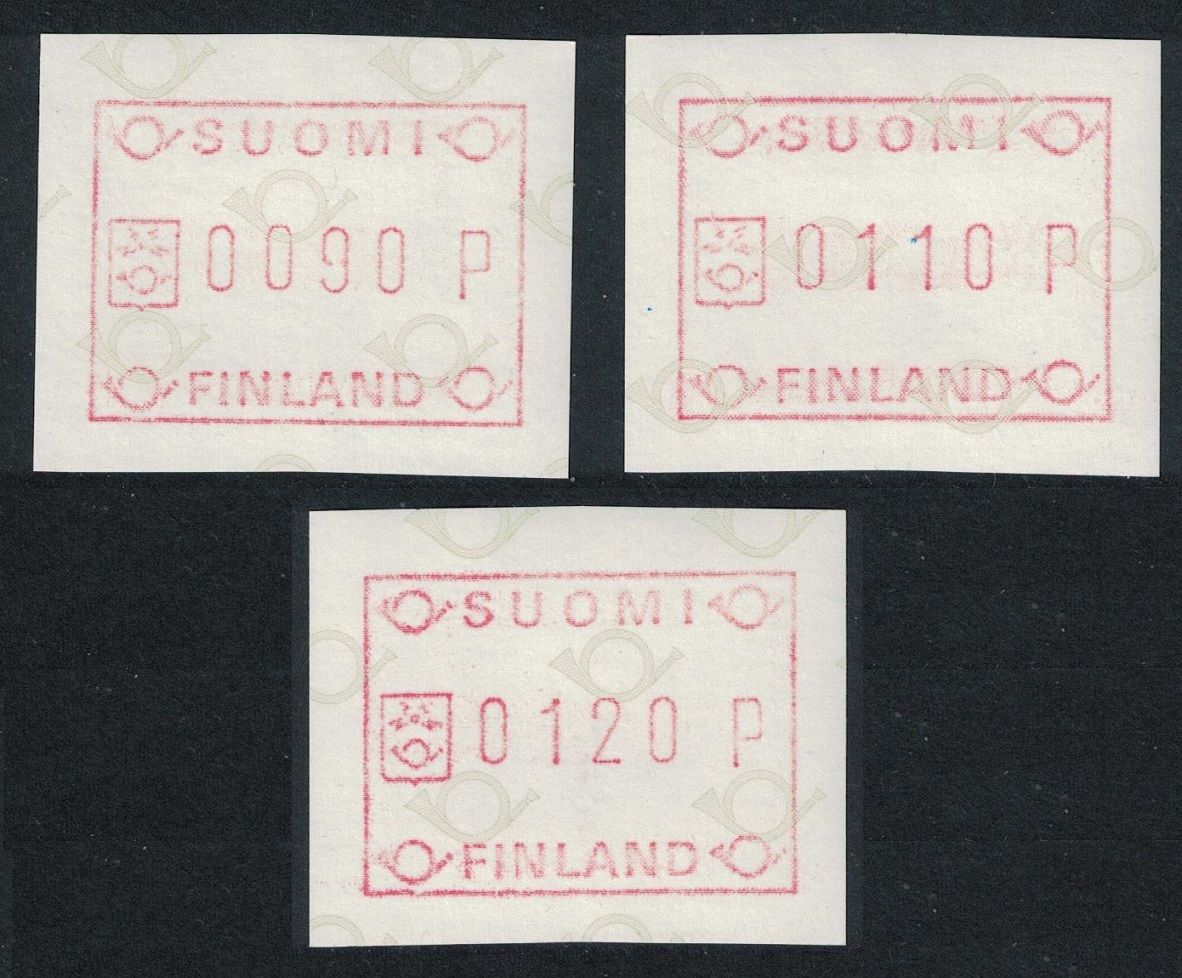 SUOMI
0090 P
FINLAND
SUOMI
0110 P
FINLAND
SUOMI
0120 P
FINLAND